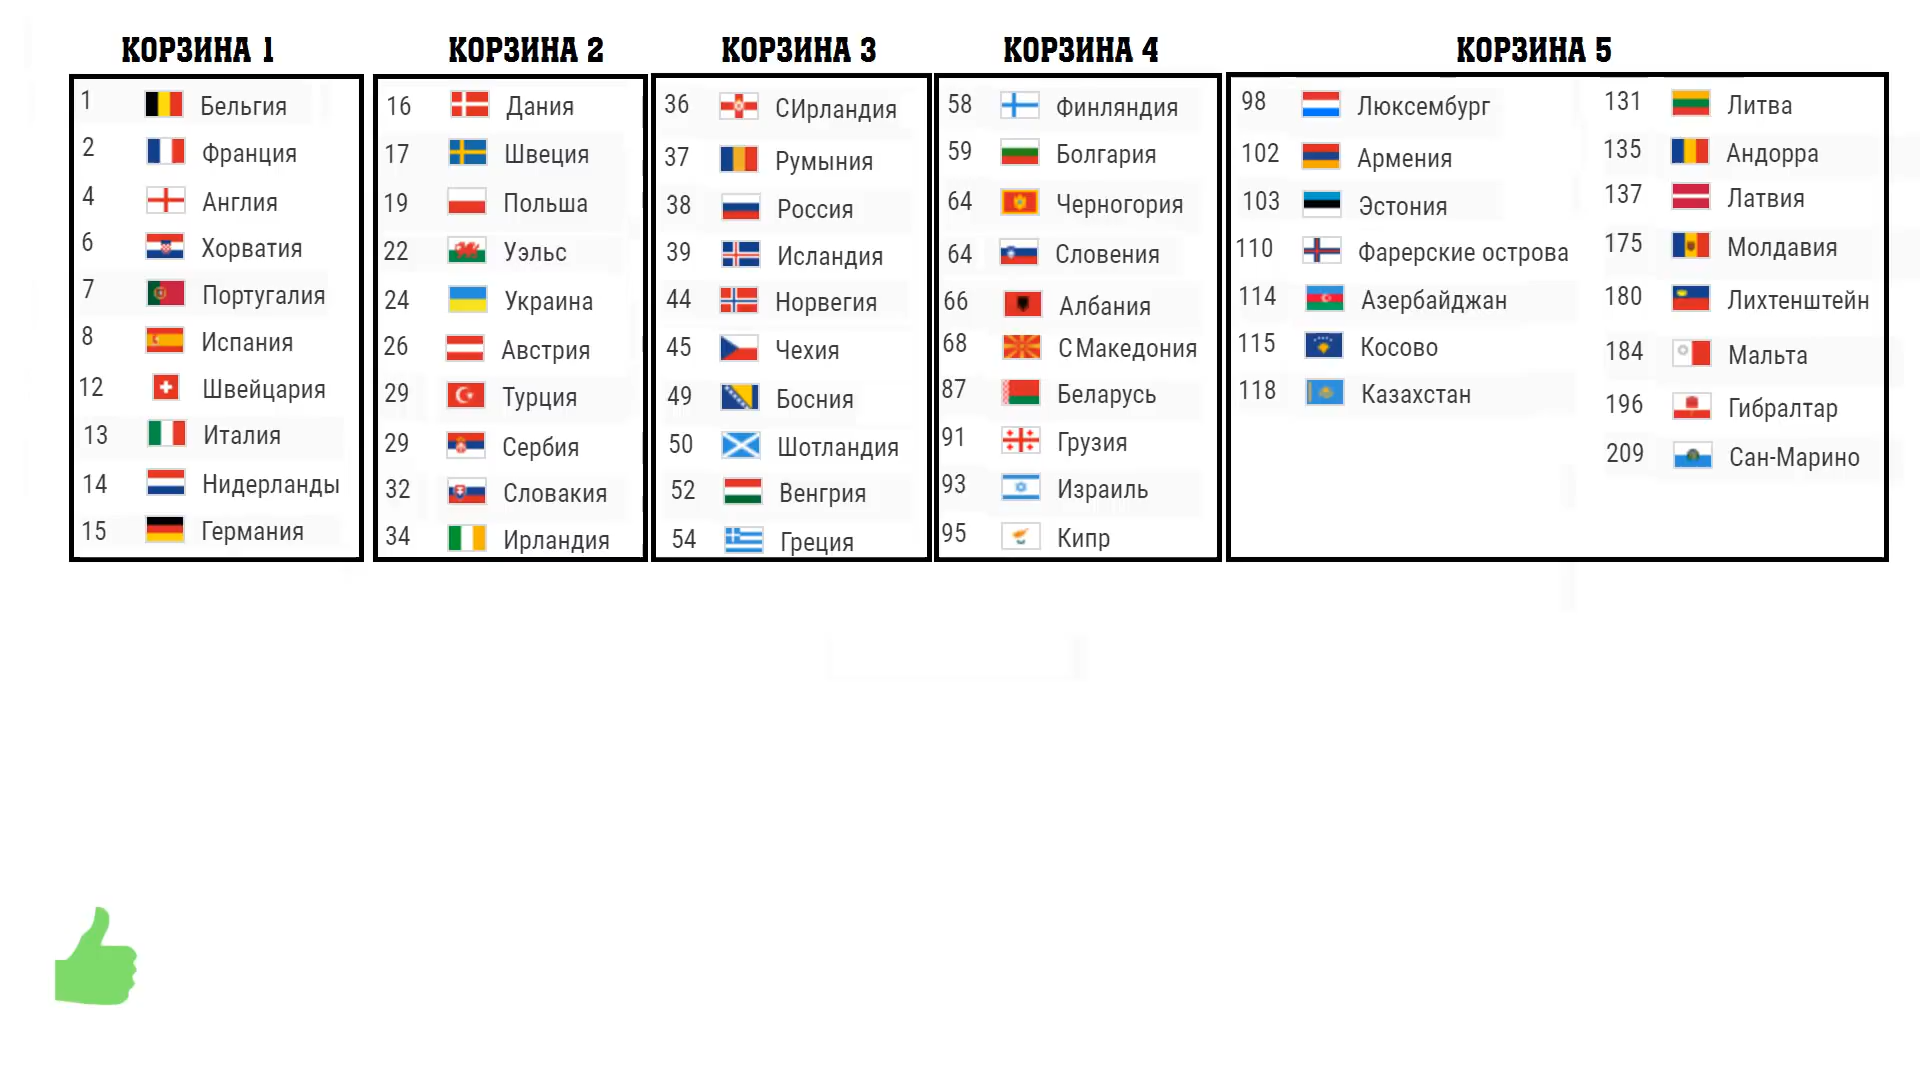 КОРЗИНА 1
1 Бельгия
2 Франция
4 Англия
6 Хорватия
7 Португалия
8 Испания
12 Швейцария
13 Италия
14 Нидерланды
15 Германия
КОРЗИНА 2
16 Дания
17 Швеция
19 Польша
22 Уэльс
24 Украина
26 Австрия
29 Турция
29 Сербия
32 Словакия
34 Ирландия
КОРЗИНА 3
36 СИрландия
37 Румыния
38 Россия
39 Исландия
44 Норвегия
45 Чехия
49 Босния
50 Шотландия
52 Венгрия
54 Греция
КОРЗИНА 4
58 Финляндия
59 Болгария
64 Черногория
64 Словения
66 Албания
68 С Македония
87 Беларусь
91 Грузия
93 Израиль
95 Кипр
КОРЗИНА 5
98 Люксембург
102 Армения
103 Эстония
110 Фарерские острова
114 Азербайджан
115 Косово
118 Казахстан
131 Литва
135 Андорра
137 Латвия
175 Молдавия
180 Лихтенштейн
184 Мальта
196 Гибралтар
209 Сан-Марино